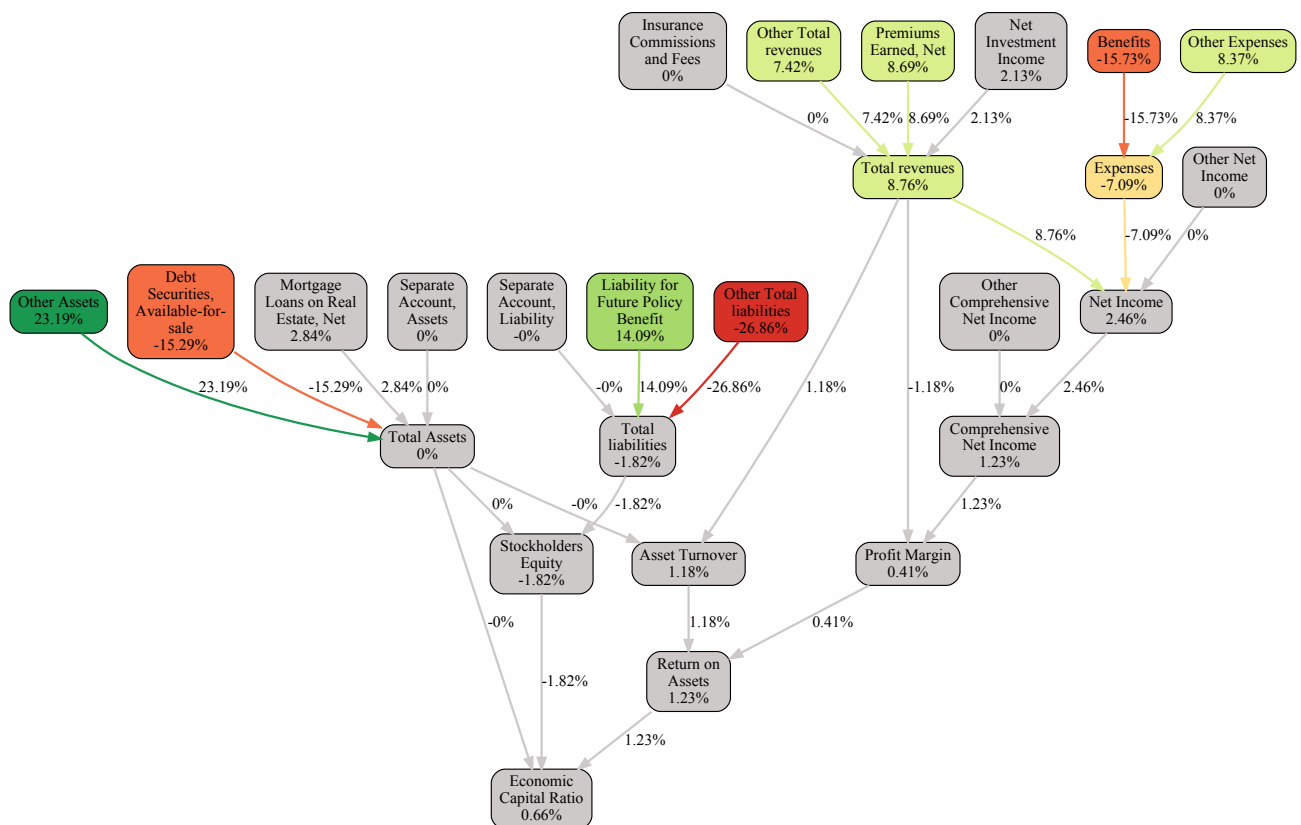 Insurance
Commissions
and Fees
0%
Other Total
revenues
7.42%
Premiums
Earned, Net
8.69%
Net
Investment
Income
2.13%
Benefits
-15.73%
Other Expenses
8.37%
0%
7.42%
8.69%
2.13%
-15.73%
8.37%
Total revenues
8.76%
Expenses
-7.09%
Other Net
Income
0%
8.76%
-7.09%
0%
Other Assets
23.19%
Debt
Securities,
Available-for-
sale
-15.29%
Mortgage
Loans on Real
Estate, Net
2.84%
Separate
Account,
Assets
0%
Separate
Account,
Liability
-0%
Liability for
Future Policy
Benefit
14.09%
Other Total
liabilities
-26.86%
Other
Comprehensive
Net Income
0%
Net Income
2.46%
23.19%
-15.29%
2.84%
0%
-0%
14.09%
-26.86%
1.18%
-1.18%
0%
2.46%
Total Assets
0%
Total
liabilities
-1.82%
Comprehensive
Net Income
1.23%
0%
-0%
-1.82%
1.23%
Stockholders
Equity
-1.82%
Asset Turnover
1.18%
Profit Margin
0.41%
-0%
1.18%
0.41%
-1.82%
Return on
Assets
1.23%
1.23%
Economic
Capital Ratio
0.66%